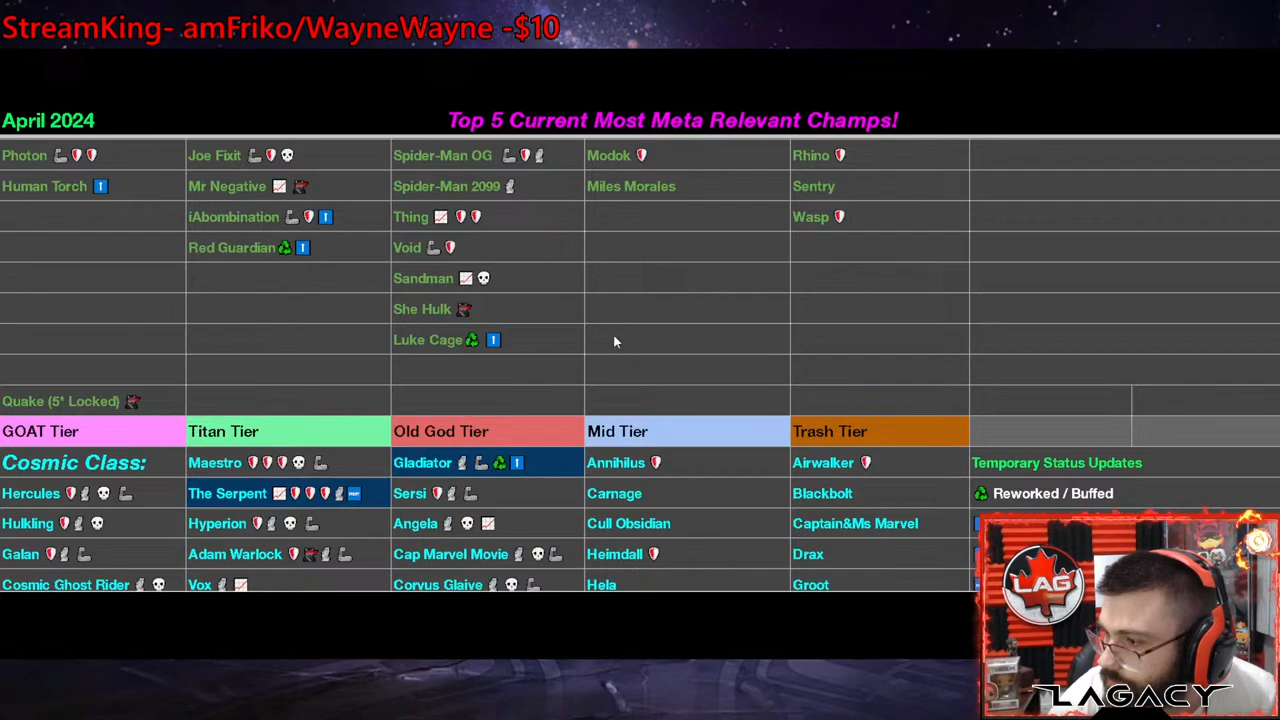 StreamKing- amFriko/WayneWayne -$10
April 2024 Top 5 Current Most Meta Relevant Champs!
Photon Joe Fixit Spider-Man OG Modok Rhino
Human Torch Mr Negative Spider-Man 2099 Miles Morales Sentry
iAbombination Thing Wasp
Red Guardian Void
Sandman
She Hulk
Luke Cage
Quake (5* Locked)
GOAT Tier Titan Tier Old God Tier Mid Tier Trash Tier
Cosmic Class: Maestro Gladiator Annihilus Airwalker Temporary Status Updates
Hercules The Serpent Sersi Carnage Blackbolt Reworked / Buffed
Hulkling Hyperion Angela Cull Obsidian Captain&Ms Marvel
Galan Adam Warlock Cap Marvel Movie Heimdall Drax
Cosmic Ghost Rider Vox Corvus Glaive Hela Groot
LAG
LAGACY